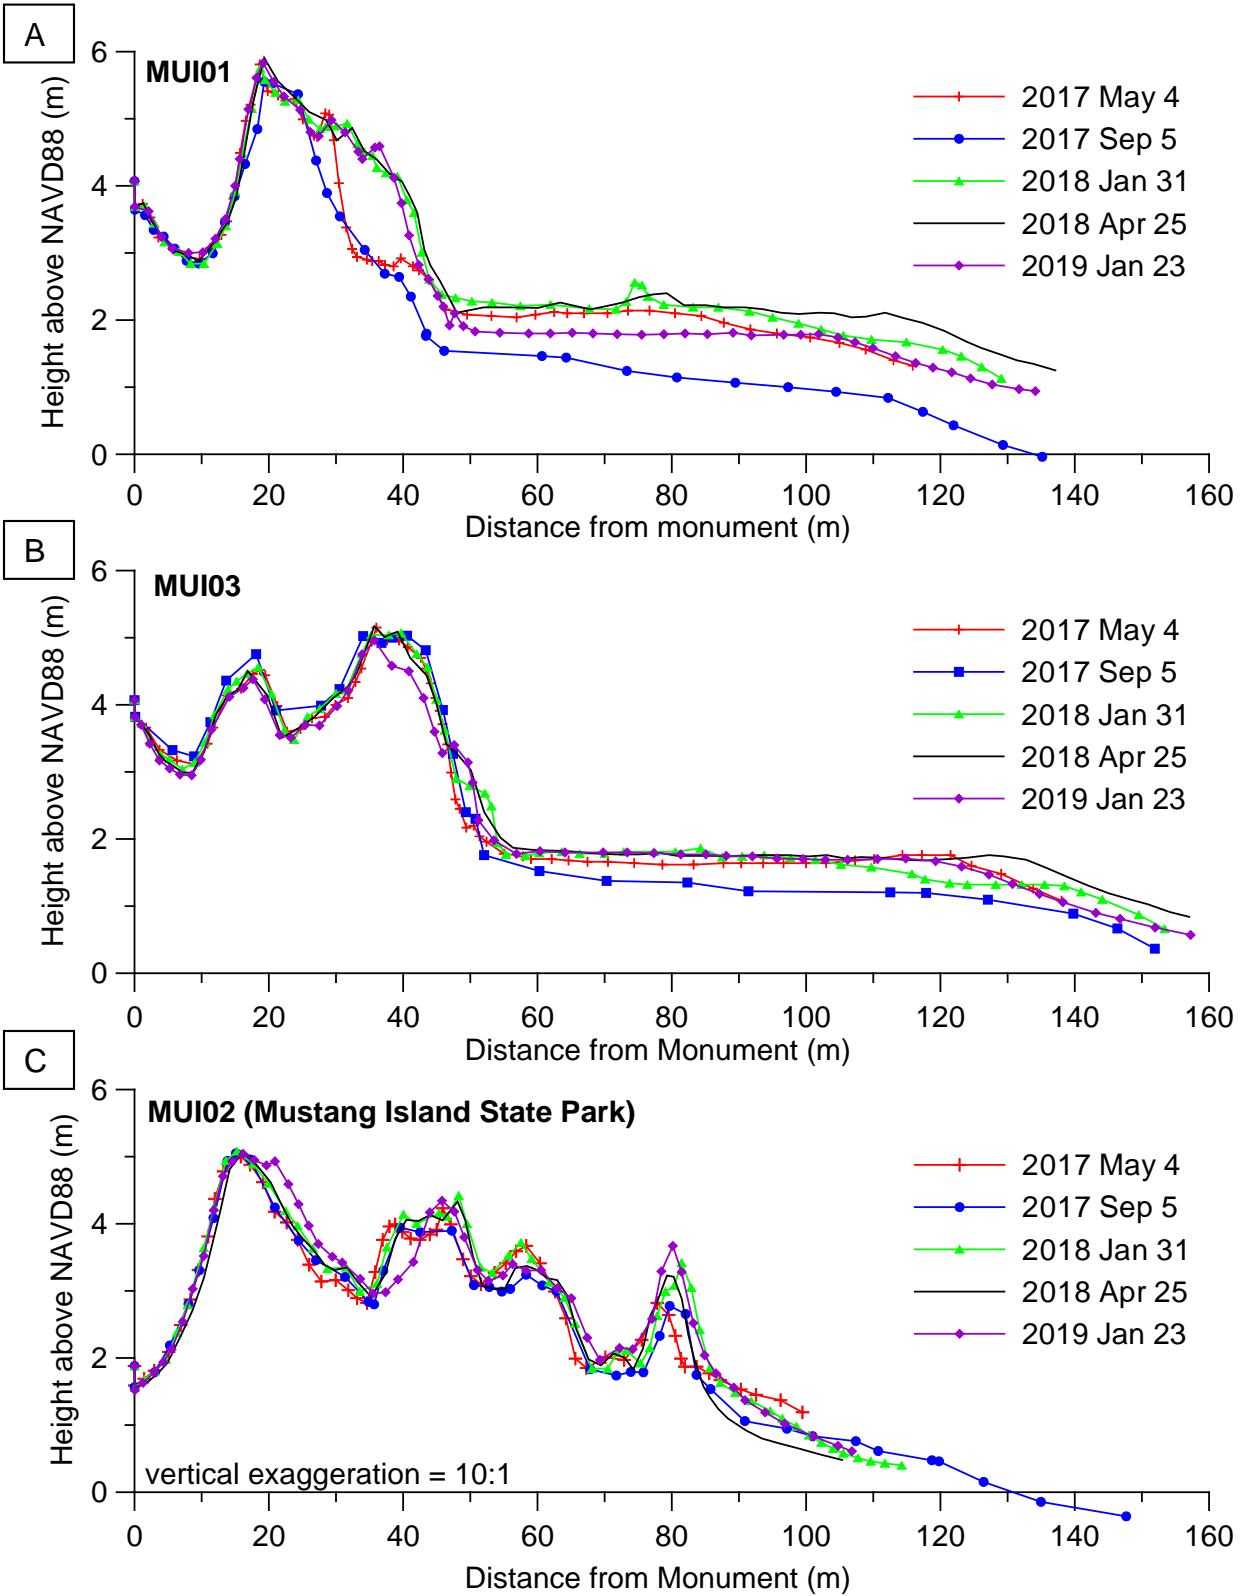 A
MUI01
Height above NAVD88 (m)
6
4
2
0
2017 May 4
2017 Sep 5
2018 Jan 31
2018 Apr 25
2019 Jan 23
0 20 40 60 80 100 120 140 160
Distance from monument (m)
B
MUI03
Height above NAVD88 (m)
6
4
2
0
2017 May 4
2017 Sep 5
2018 Jan 31
2018 Apr 25
2019 Jan 23
0 20 40 60 80 100 120 140 160
Distance from Monument (m)
C
MUI02 (Mustang Island State Park)
Height above NAVD88 (m)
6
4
2
0
2017 May 4
2017 Sep 5
2018 Jan 31
2018 Apr 25
2019 Jan 23
vertical exaggeration = 10:1
0 20 40 60 80 100 120 140 160
Distance from Monument (m)